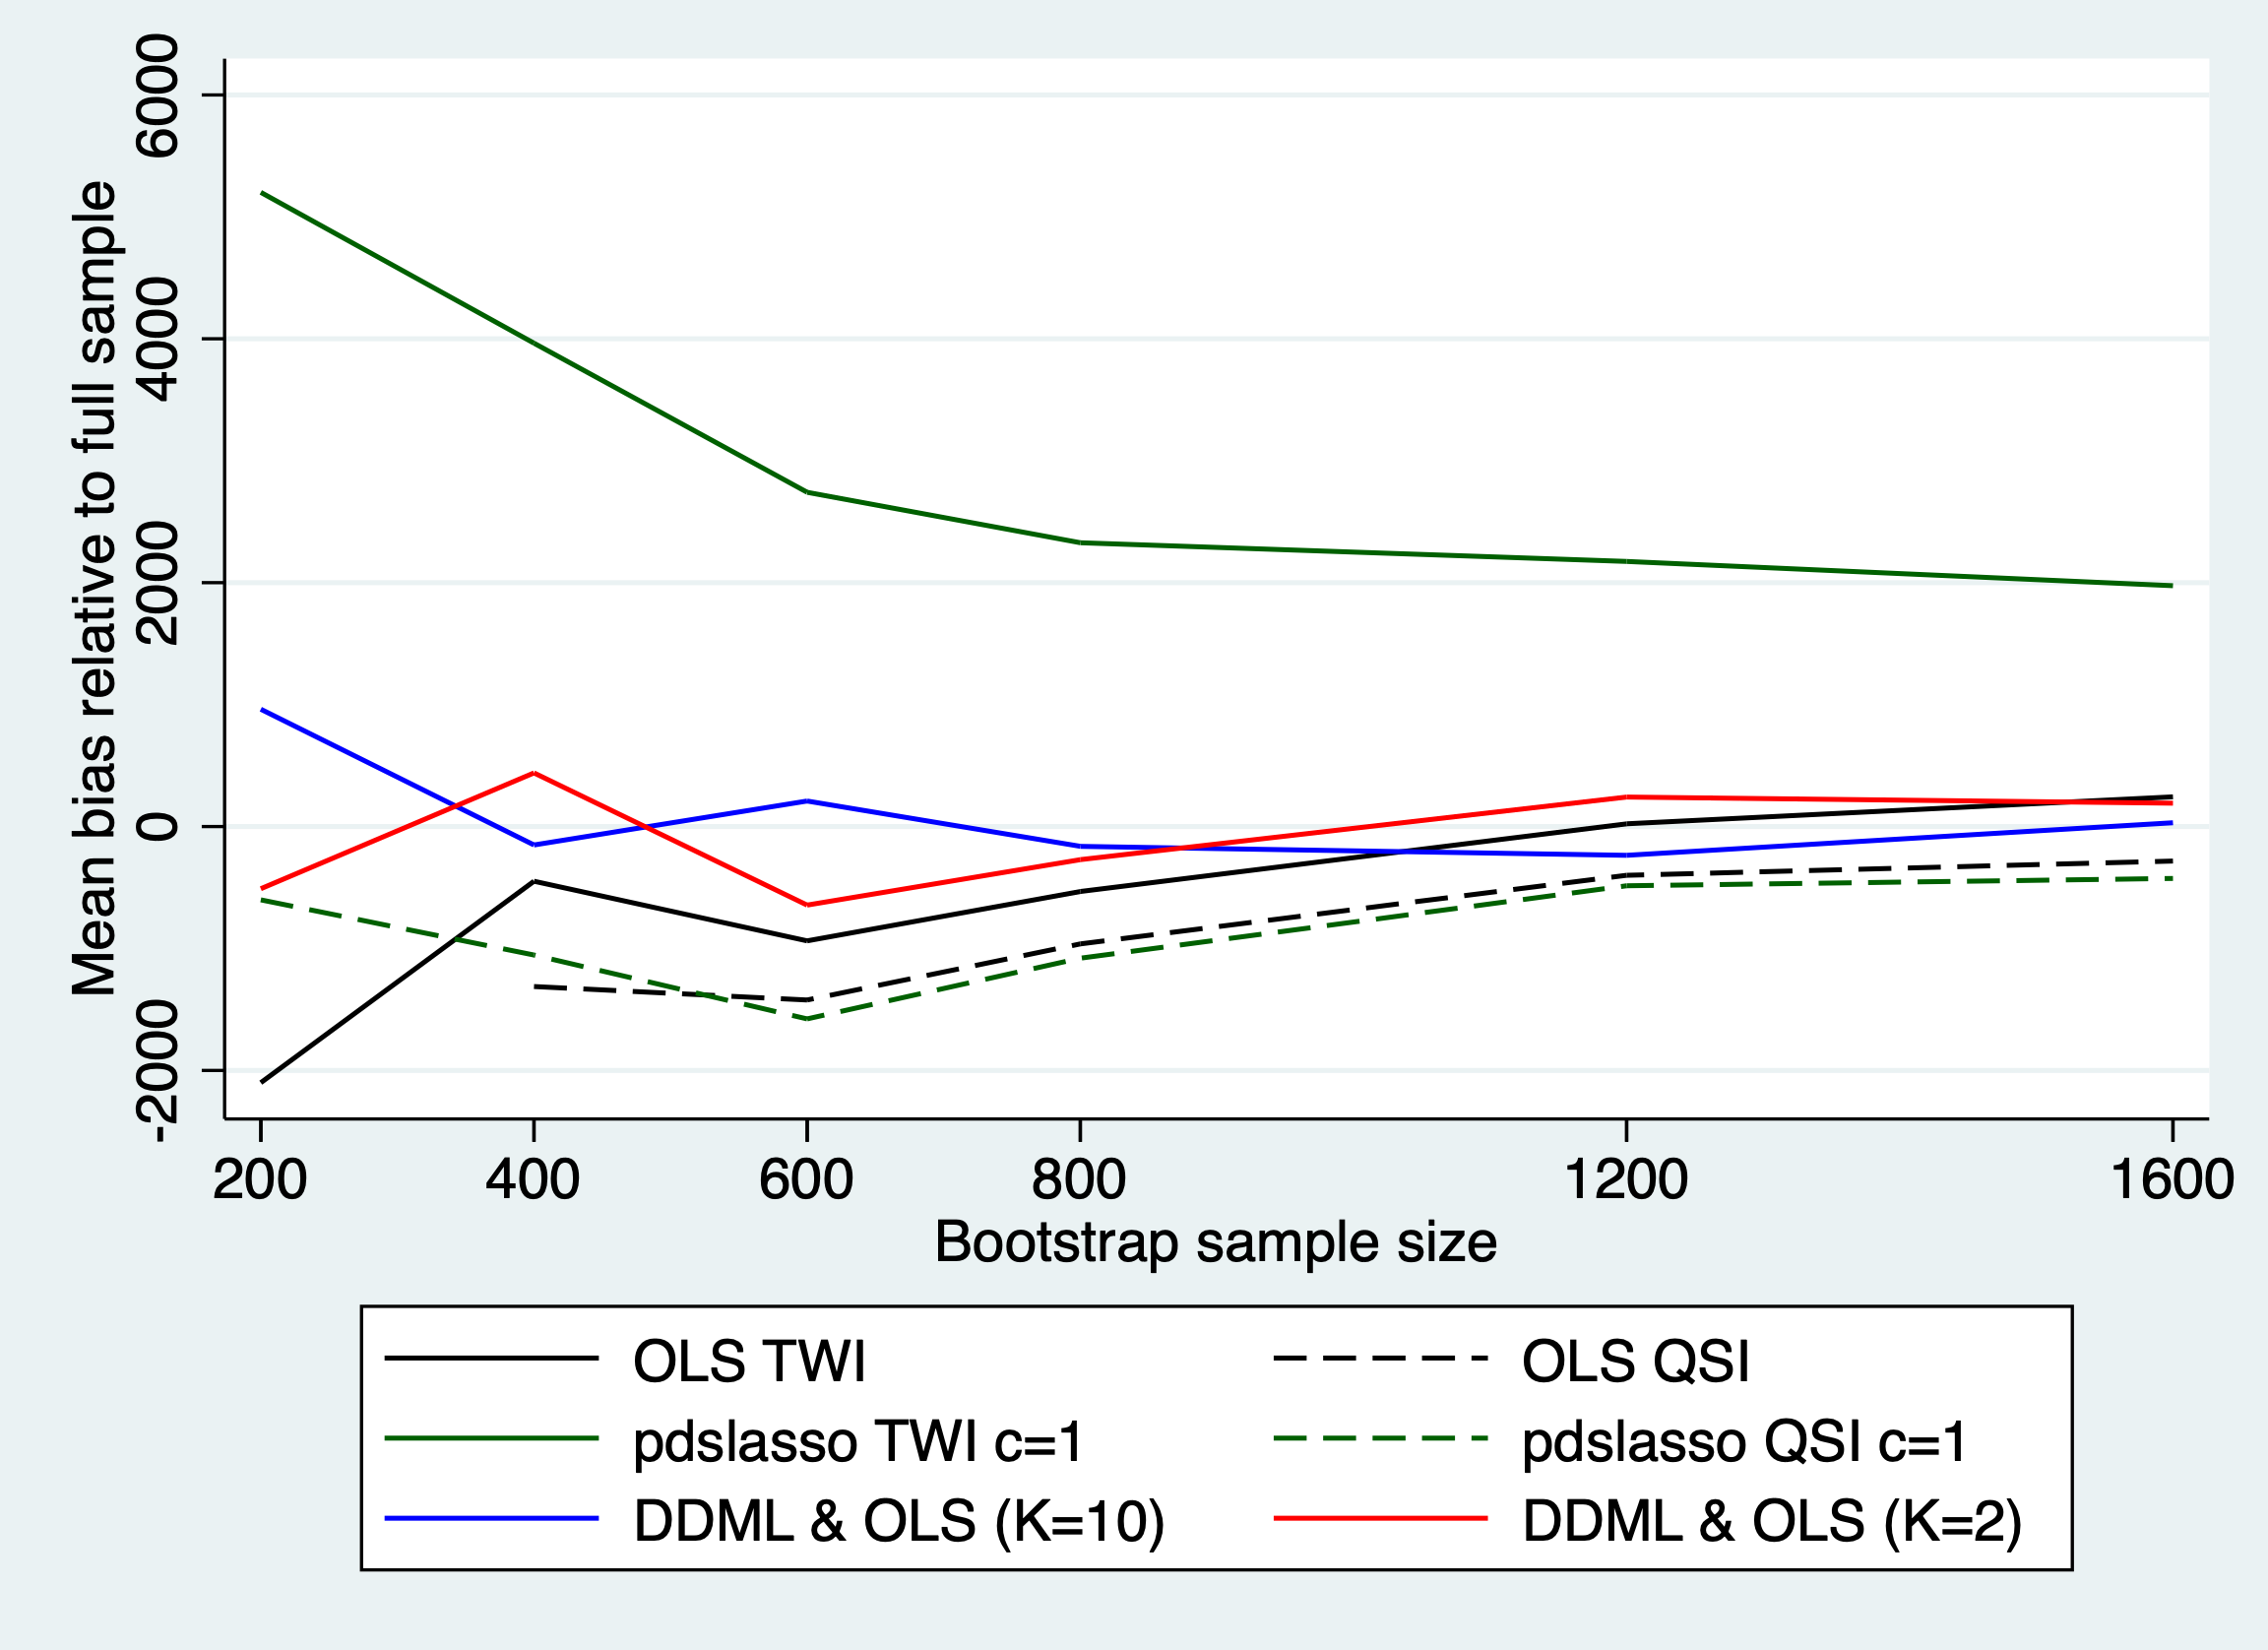 Mean bias relative to full sample
6000
4000
2000
0
-2000
200 400 600 800 1200 1600
Bootstrap sample size
OLS TWI
OLS QSI
pdslasso TWI c=1
pdslasso QSI c=1
DDML & OLS (K=10)
DDML & OLS (K=2)